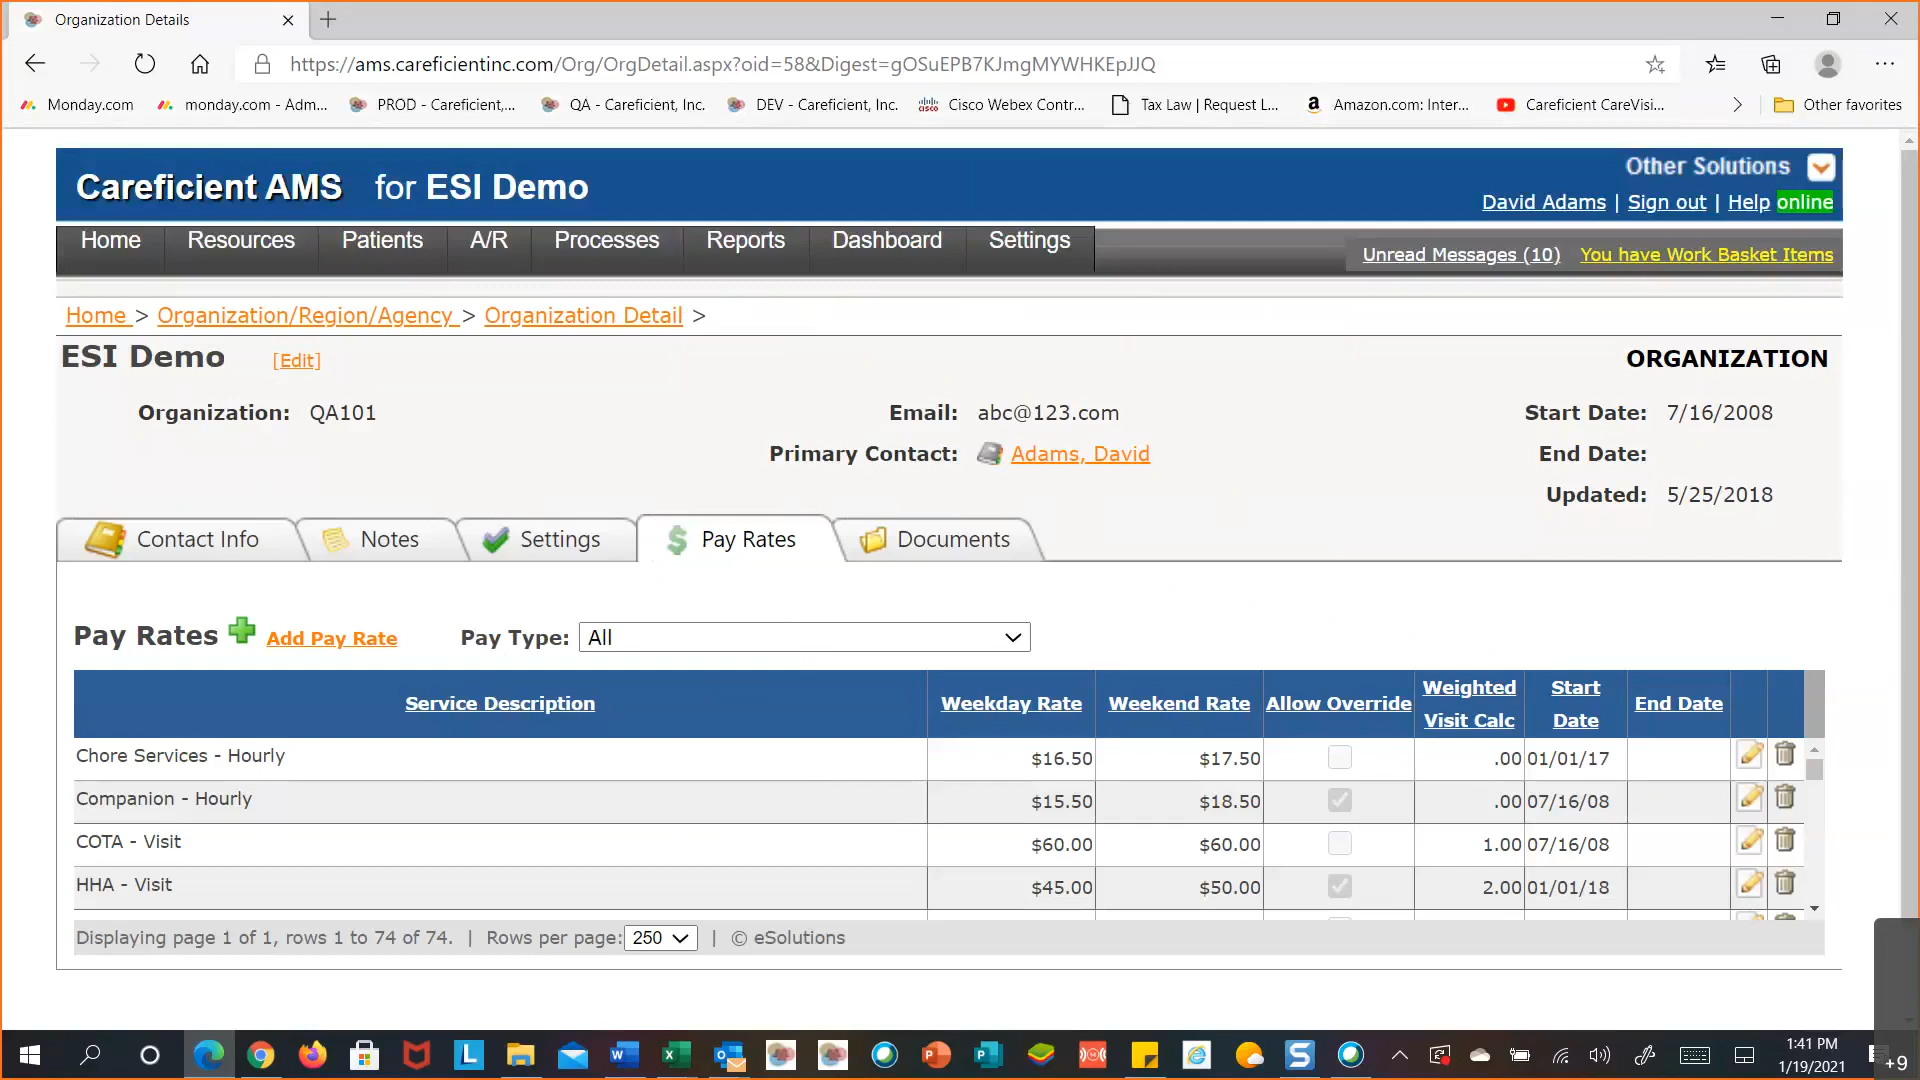 Organization Details
https://ams.careficientinc.com/Org/OrgDetail.aspx?oid=58&Digest=gOSuEPB7KJmgMYWHKEpJJQ
Monday.com monday.com - Adm... PROD - Careficient,... QA - Careficient, Inc. DEV - Careficient, Inc. Cisco Webex Contr... Tax Law | Request L... Amazon.com: Inter... Careficient CareVisi... Other favorites
Other Solutions
Careficient AMS for ESI Demo
David Adams | Sign out | Help online
Home Resources Patients A/R Processes Reports Dashboard Settings
Unread Messages (10) You have Work Basket Items
Home > Organization/Region/Agency > Organization Detail >
ESI Demo [Edit] ORGANIZATION
Organization: QA101 Email: abc@123.com Start Date: 7/16/2008
Primary Contact: Adams, David End Date:
Updated: 5/25/2018
Contact Info Notes Settings Pay Rates Documents
Pay Rates Add Pay Rate Pay Type: All
Service Description Weekday Rate Weekend Rate Allow Override Weighted Visit Calc Start Date End Date
Chore Services - Hourly $16.50 $17.50 .00 01/01/17
Companion - Hourly $15.50 $18.50 .00 07/16/08
COTA - Visit $60.00 $60.00 1.00 07/16/08
HHA - Visit $45.00 $50.00 2.00 01/01/18
Displaying page 1 of 1, rows 1 to 74 of 74. | Rows per page: 250 | © eSolutions
1:41 PM
1/19/2021
+9